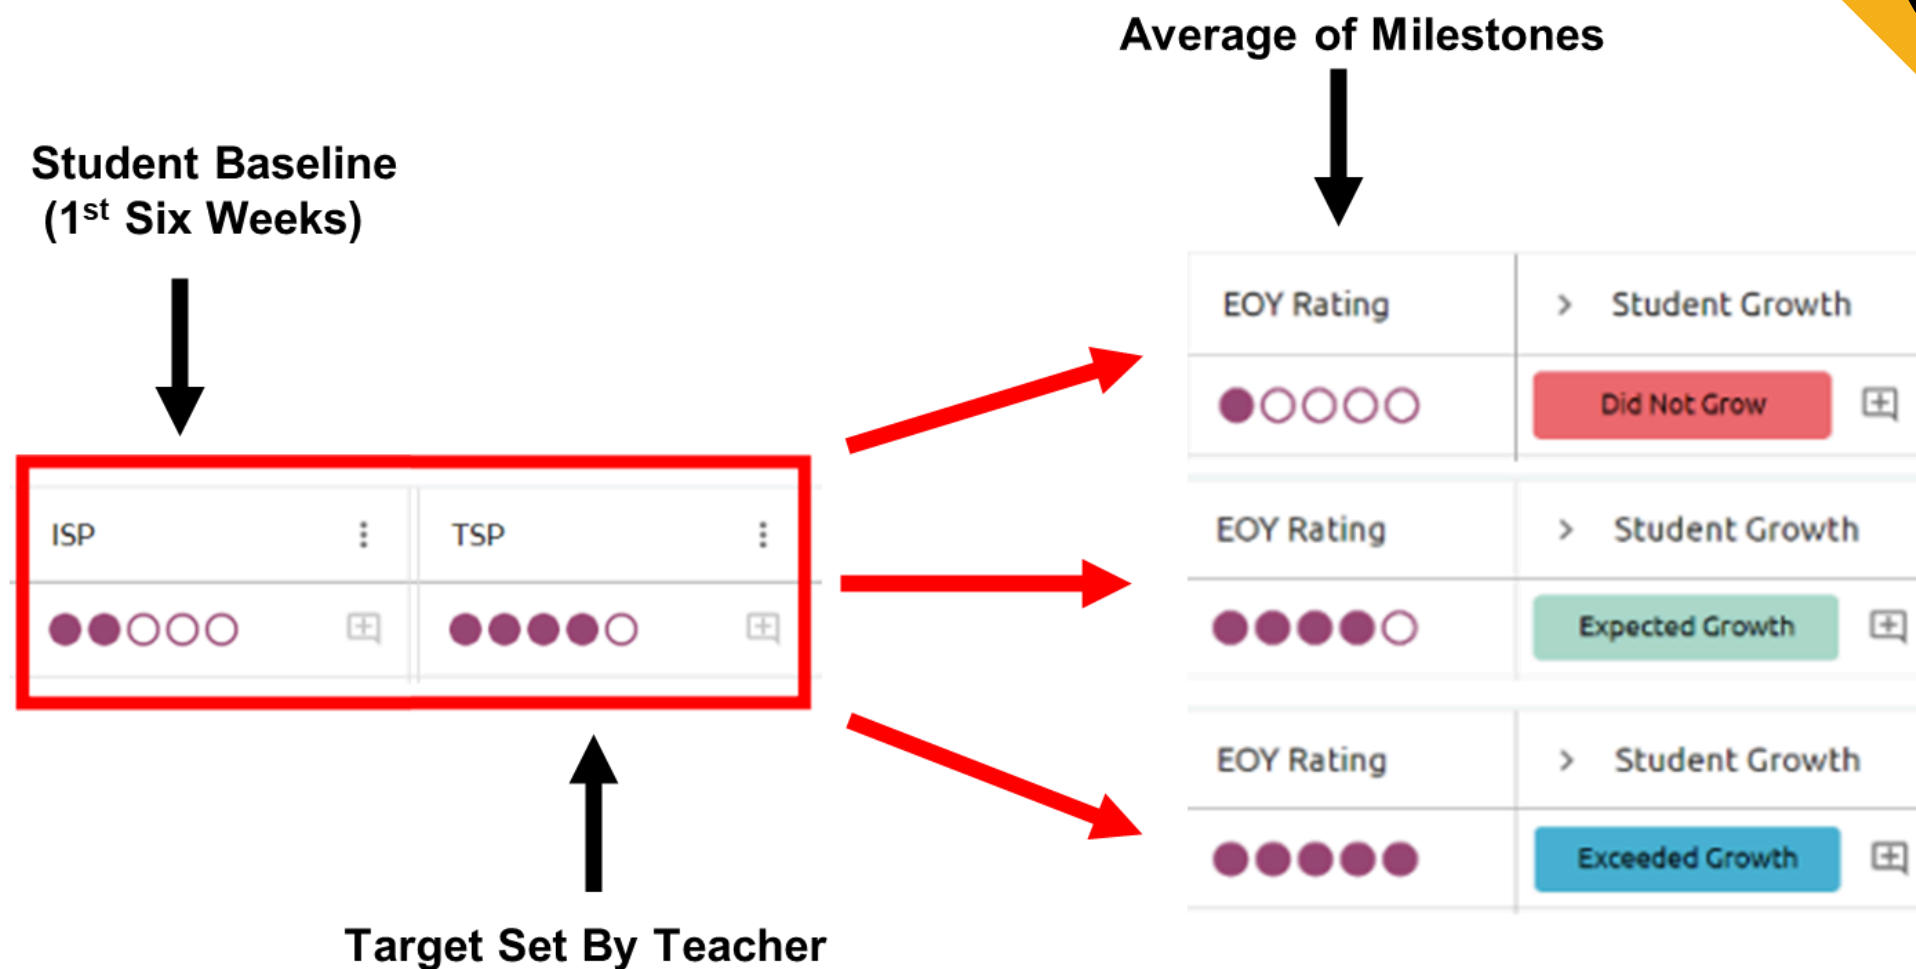 Average of Milestones
Student Baseline
(1st Six Weeks)
ISP
TSP
Target Set By Teacher
EOY Rating
Student Growth
Did Not Grow
EOY Rating
Student Growth
Expected Growth
EOY Rating
Student Growth
Exceeded Growth